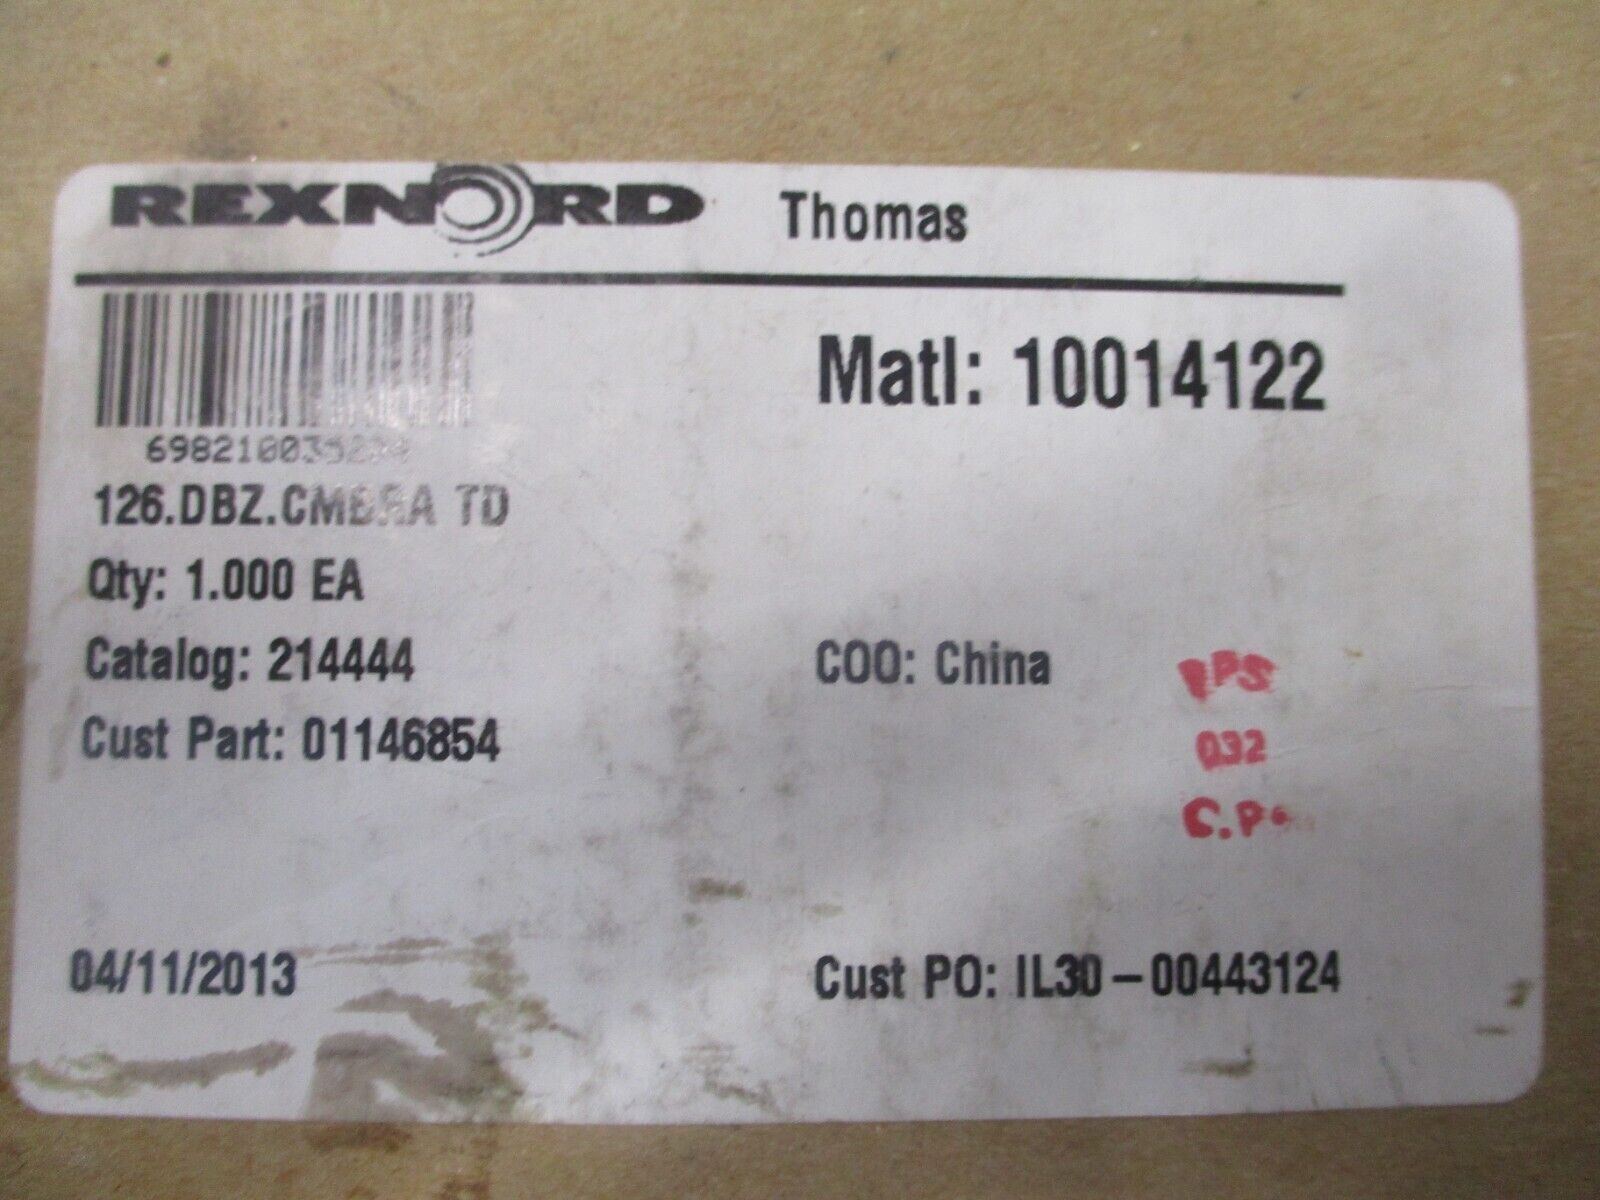 REXNORD Thomas
Matl: 10014122
126.DBZ.CMBRA TD
Qty: 1.000 EA
Catalog: 214444
COO: China
PPS
Cust Part: 01146854
032
C.P.
04/11/2013
Cust PO: IL30-00443124